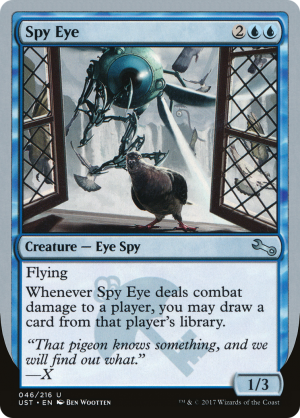 Spy Eye 2
Creature — Eye Spy
Flying
Whenever Spy Eye deals combat
damage to a player, you may draw a
card from that player's library.
"That pigeon knows something, and we
will find out what."
—X
1/3
046/216 U
UST • EN Ben Wootten
™ & © 2017 Wizards of the Coast